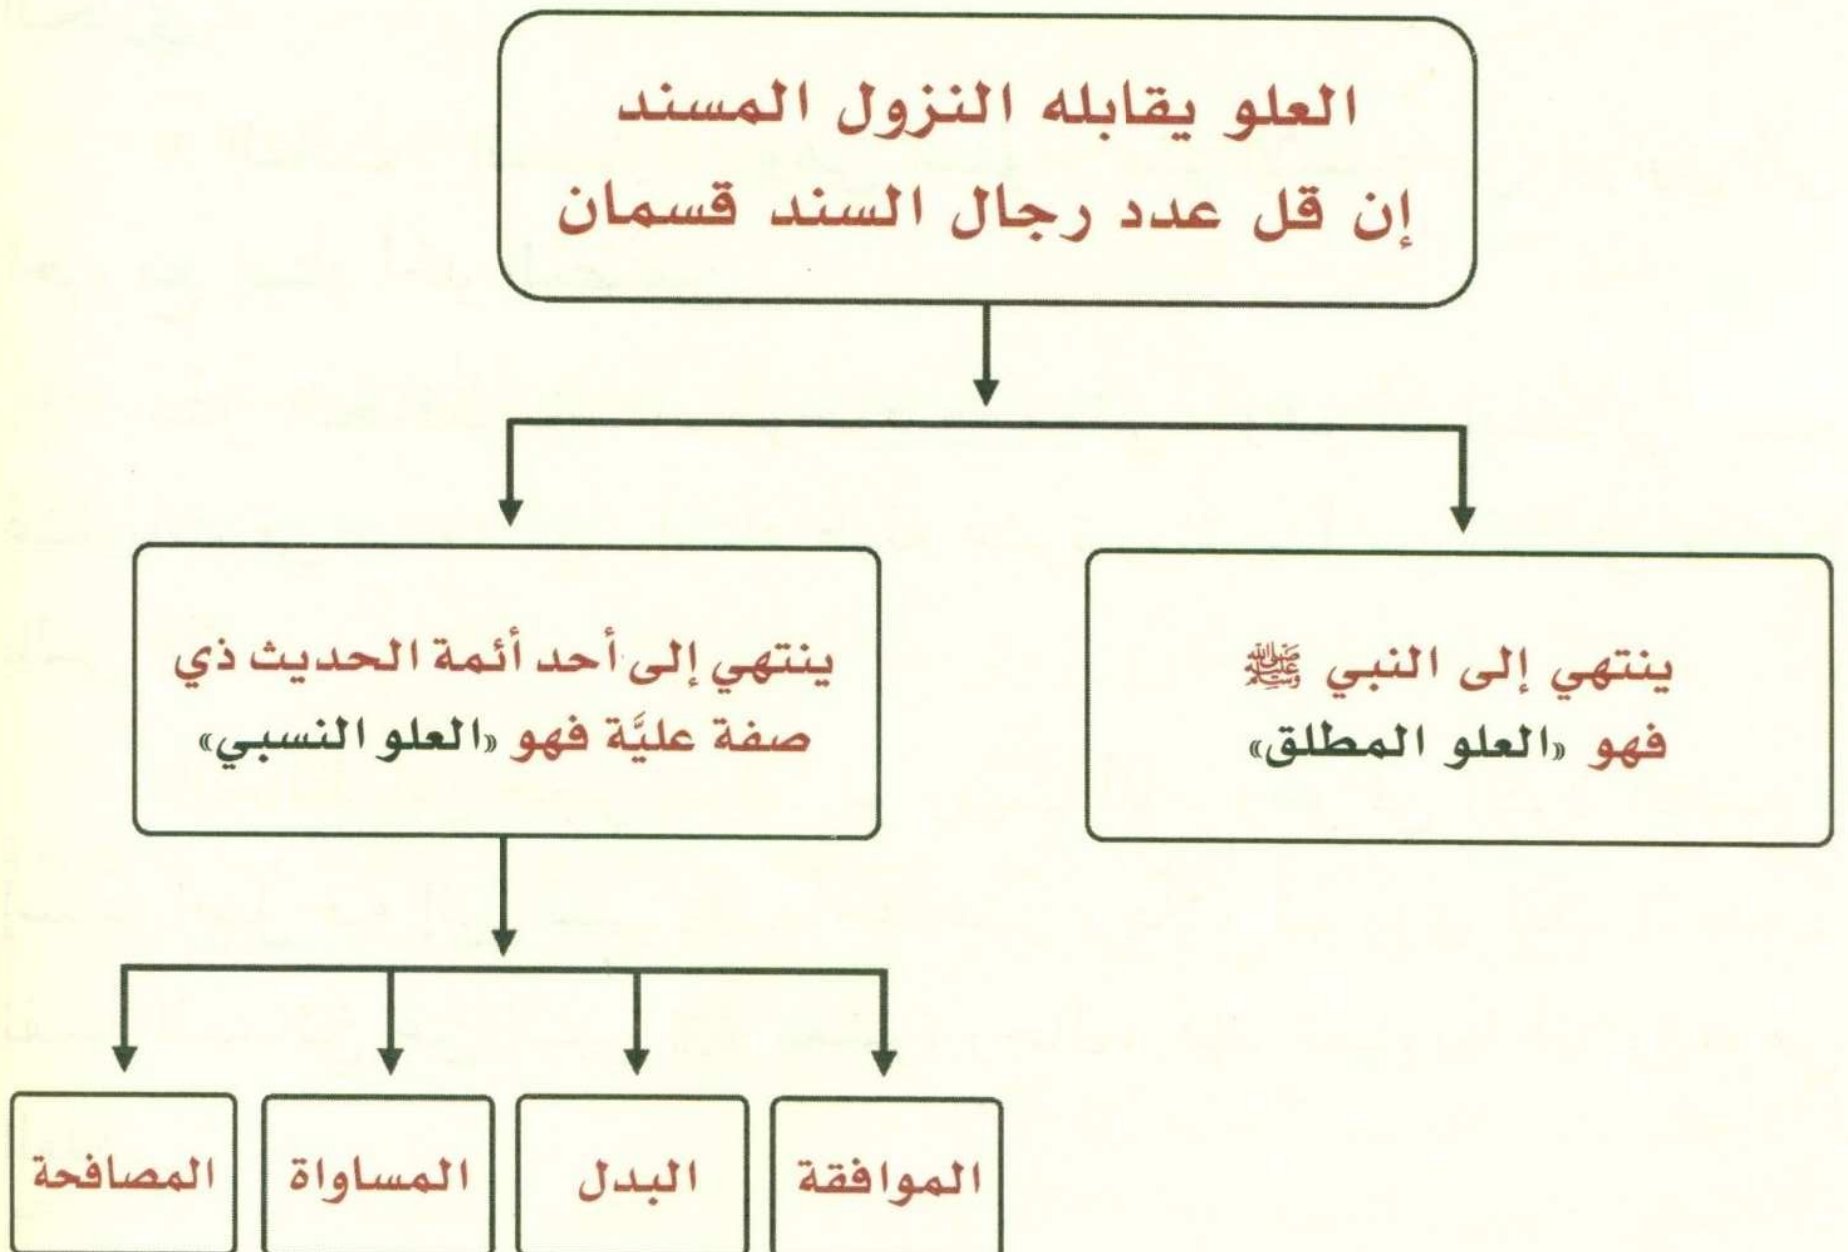 العلو يقابله النزول المسند
إن قل عدد رجال السند قسمان
ينتهي إلى النبي ﷺ
فهو «العلو المطلق»
ينتهي إلى أحد أئمة الحديث ذي
صفة عليَّة فهو «العلو النسبي»
الموافقة
البدل
المساواة
المصافحة